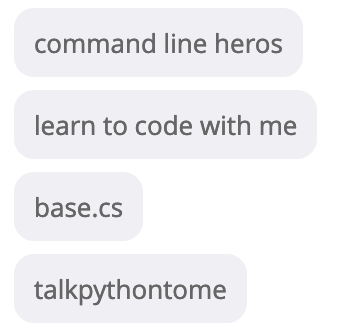 command line heros
learn to code with me
base.cs
talkpythontome